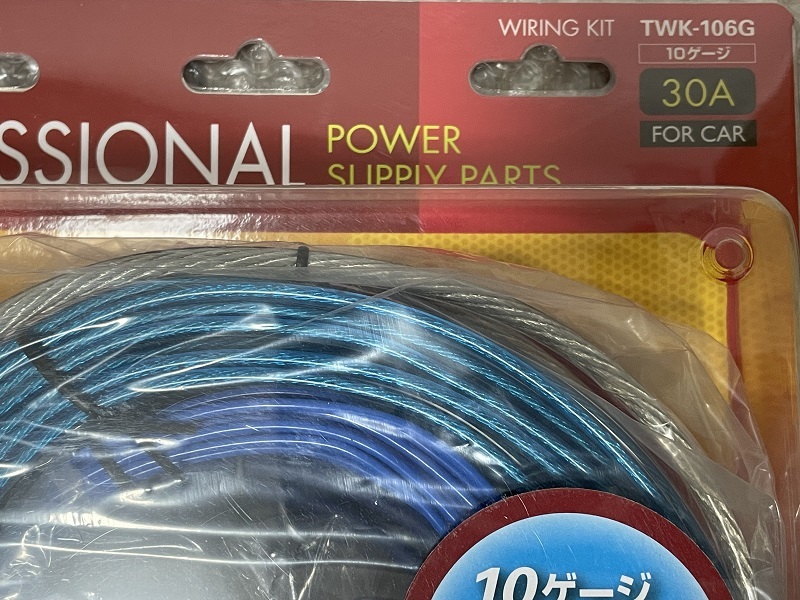 WIRING KIT TWK-106G
10ゲージ
30A
FOR CAR
SSIONAL
POWER
SUPPLY PARTS
10ゲージ